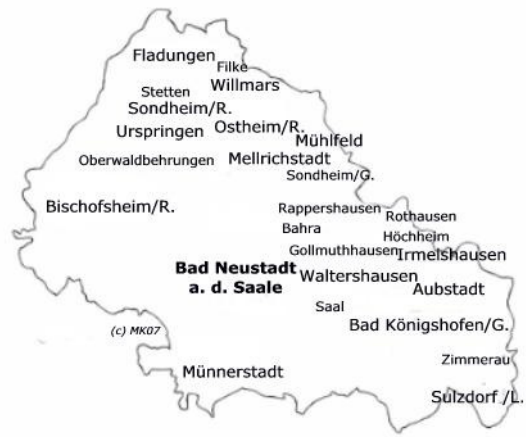 Fladungen
Filke
Willmars
Stetten
Sondheim/R.
Urspringen
Ostheim/R.
Mühlfeld
Oberwaldbehrungen
Mellrichstadt
Sondheim/G.
Bischofsheim/R.
Rappershausen
Rothausen
Bahra
Höchheim
Gollmuthhausen
Irmelshausen
Bad Neustadt
a. d. Saale
Waltershausen
Aubstadt
Saal
Bad Königshofen/G.
(c) MK07
Zimmerau
Münnerstadt
Sulzdorf /L.